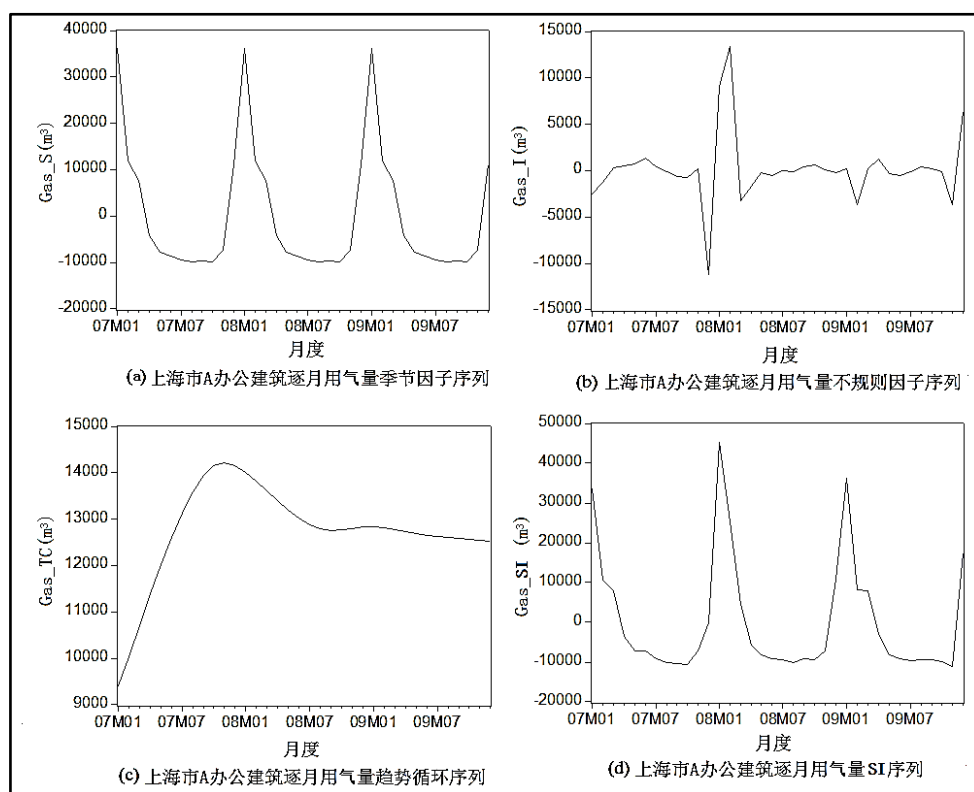 40000
30000
20000
10000
0
-10000
-20000
Gas_S(m³)
07M01 07M07 08M01 08M07 09M01 09M07
月度
(a) 上海市A办公建筑逐月用气量季节因子序列
15000
10000
5000
0
-5000
-10000
-15000
Gas_I(m³)
07M01 07M07 08M01 08M07 09M01 09M07
月度
(b) 上海市A办公建筑逐月用气量不规则因子序列
15000
14000
13000
12000
11000
10000
9000
Gas_TC(m³)
07M01 07M07 08M01 08M07 09M01 09M07
月度
(c) 上海市A办公建筑逐月用气量趋势循环序列
50000
40000
30000
20000
10000
0
-10000
-20000
Gas_SI (m³)
07M01 07M07 08M01 08M07 09M01 09M07
月度
(d) 上海市A办公建筑逐月用气量SI序列